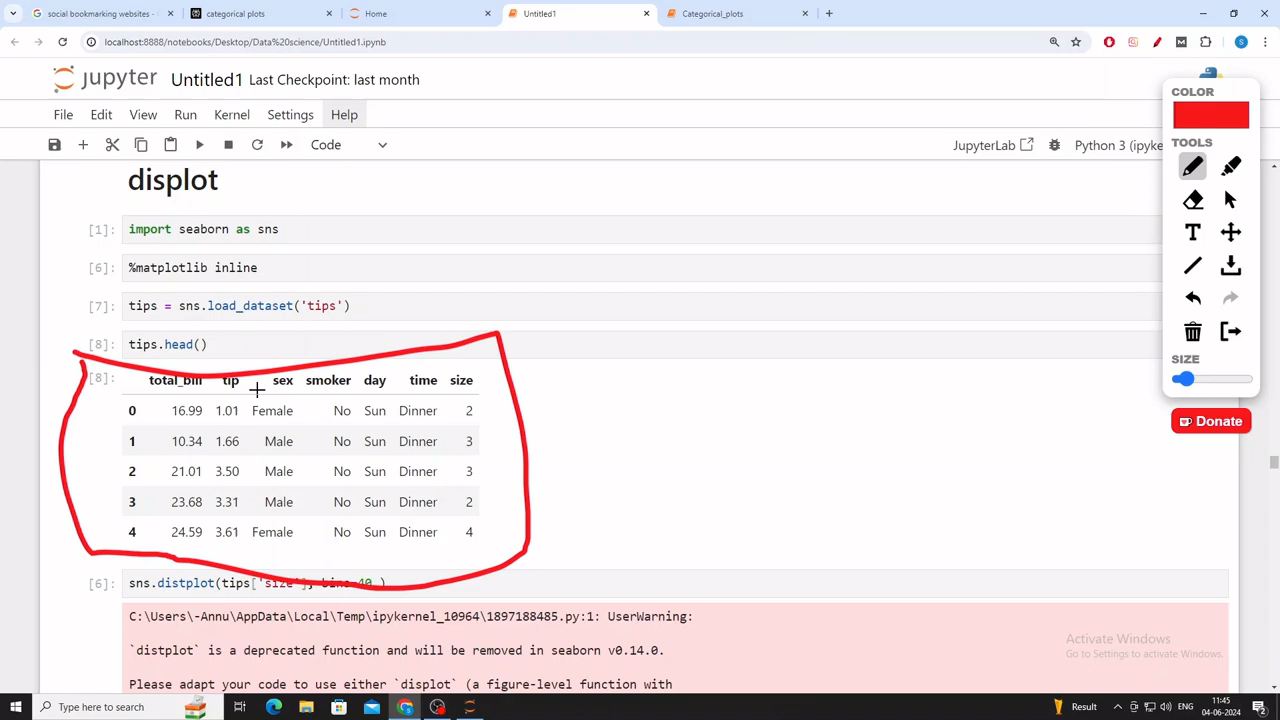 social bookmarking websites -
categorical plots
Home
Untitled1
Categorical_plots
localhost:8888/notebooks/Desktop/Data%20science/Untitled1.ipynb
S
jupyter Untitled1 Last Checkpoint: last month
File Edit View Run Kernel Settings Help
Code
JupyterLab
Python 3 (ipyke
COLOR
TOOLS
SIZE
Donate
displot
[1]: import seaborn as sns
[6]: %matplotlib inline
[7]: tips = sns.load_dataset('tips')
[8]: tips.head()
[8]: total_bill tip sex smoker day time size
0 16.99 1.01 Female No Sun Dinner 2
1 10.34 1.66 Male No Sun Dinner 3
2 21.01 3.50 Male No Sun Dinner 3
3 23.68 3.31 Male No Sun Dinner 2
4 24.59 3.61 Female No Sun Dinner 4
[6]: sns.distplot(tips['size'], bins=40 )
C:\Users\-Annu\AppData\Local\Temp\ipykernel_10964\1897188485.py:1: UserWarning:
`distplot` is a deprecated function and will be removed in seaborn v0.14.0.
Please adapt your code to use either `displot` (a figure-level function with
Activate Windows
Go to Settings to activate Windows.
Type here to search
Result
11:45
04-06-2024